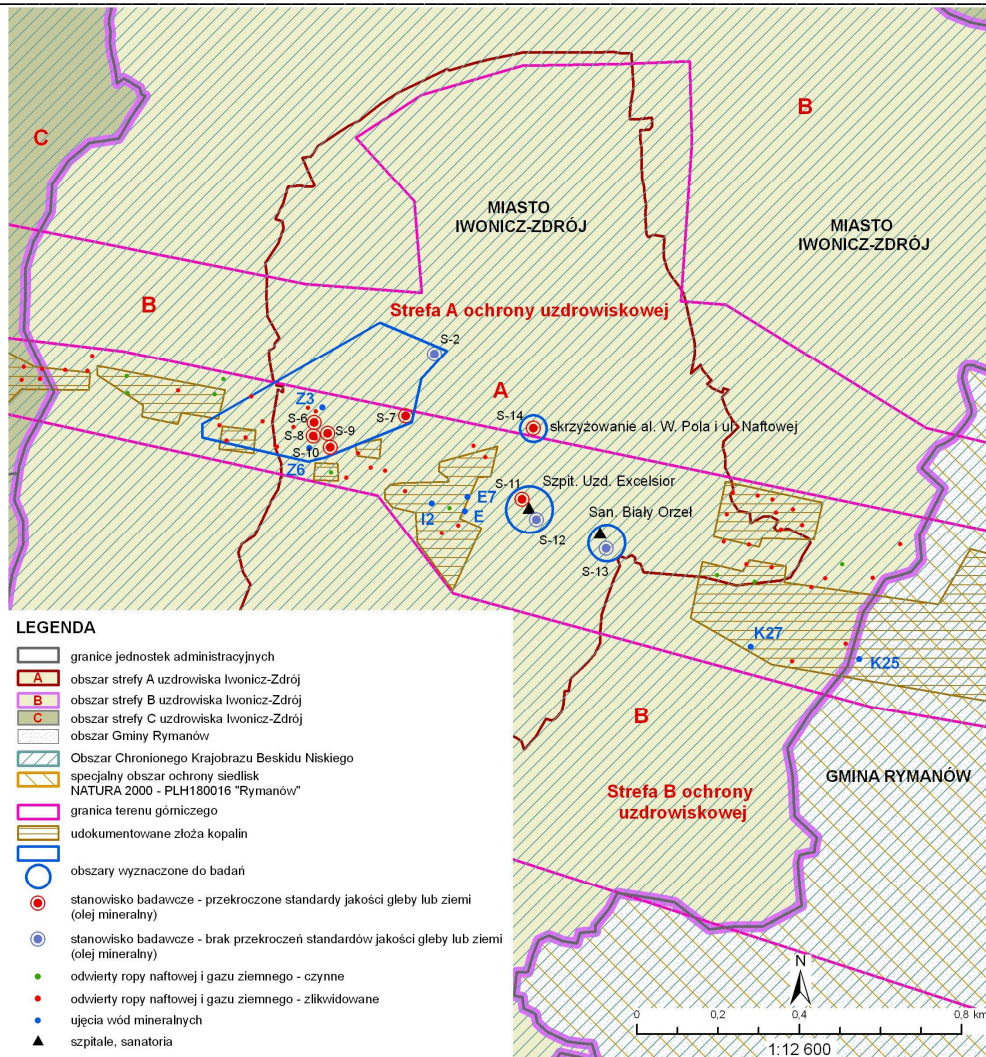 C
B
MIASTO
IWONICZ-ZDRÓJ
MIASTO
IWONICZ-ZDRÓJ
B
Strefa A ochrony uzdrowiskowej
S-2
A
Z3
S-6
S-7
S-14
skrzyżowanie al. W. Pola i ul. Naftowej
S-8
S-9
S-10
Z6
S-11
Szpit. Uzd. Excelsior
E7
I2
E
San. Biały Orzeł
S-12
S-13
K27
K25
B
GMINA RYMANÓW
Strefa B ochrony
uzdrowiskowej
LEGENDA
granice jednostek administracyjnych
A obszar strefy A uzdrowiska Iwonicz-Zdrój
B obszar strefy B uzdrowiska Iwonicz-Zdrój
C obszar strefy C uzdrowiska Iwonicz-Zdrój
obszar Gminy Rymanów
Obszar Chronionego Krajobrazu Beskidu Niskiego
specjalny obszar ochrony siedlisk
NATURA 2000 - PLH180016 "Rymanów"
granica terenu górniczego
udokumentowane złoża kopalin
obszary wyznaczone do badań
stanowisko badawcze - przekroczone standardy jakości gleby lub ziemi
(olej mineralny)
stanowisko badawcze - brak przekroczeń standardów jakości gleby lub ziemi
(olej mineralny)
odwierty ropy naftowej i gazu ziemnego - czynne
odwierty ropy naftowej i gazu ziemnego - zlikwidowane
ujęcia wód mineralnych
szpitale, sanatoria
N
0 0,4 0,8 km
1:12 600